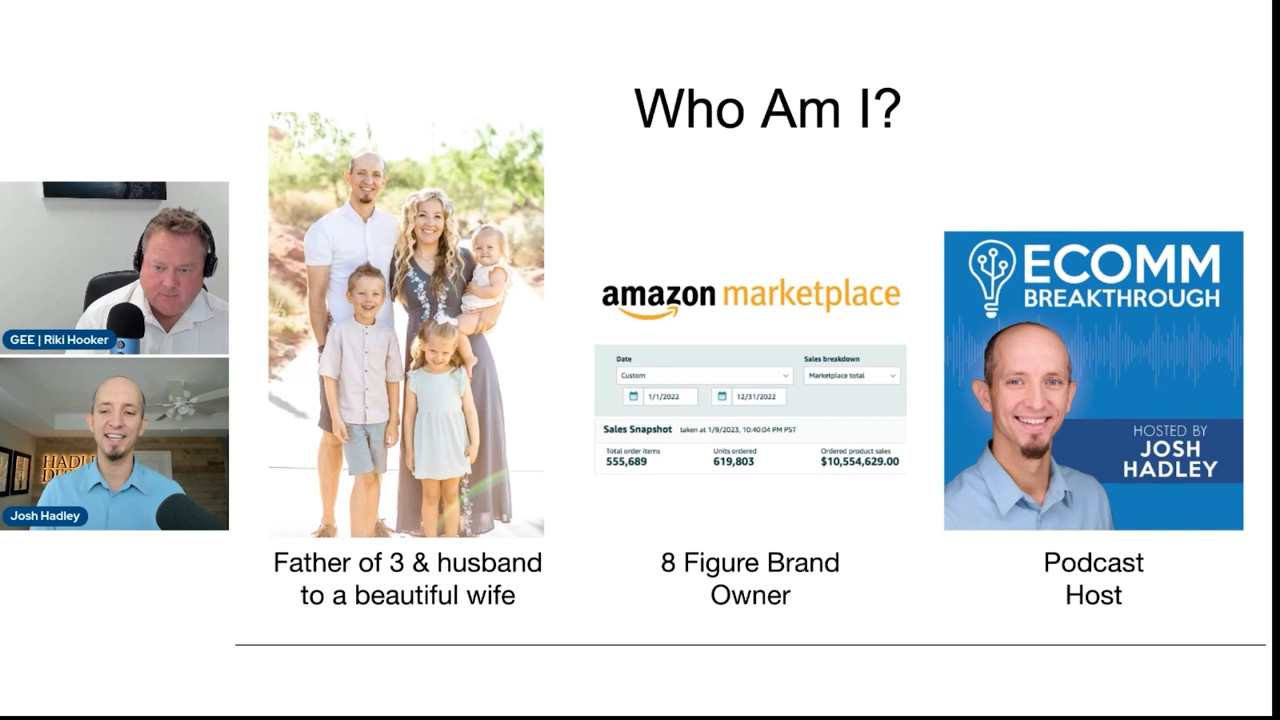 Who Am I?
GEE | Riki Hooker
Josh Hadley
amazon marketplace
Date
Sales breakdown
Custom
Marketplace total
1/1/2022
12/31/2022
Sales Snapshot taken at 1/9/2023, 10:40:04 PM PST
Total order items
Units ordered
Ordered product sales
555,689
619,803
$10,554,629.00
ECOMM
BREAKTHROUGH
HOSTED BY
JOSH
HADLEY
Father of 3 & husband
to a beautiful wife
8 Figure Brand
Owner
Podcast
Host